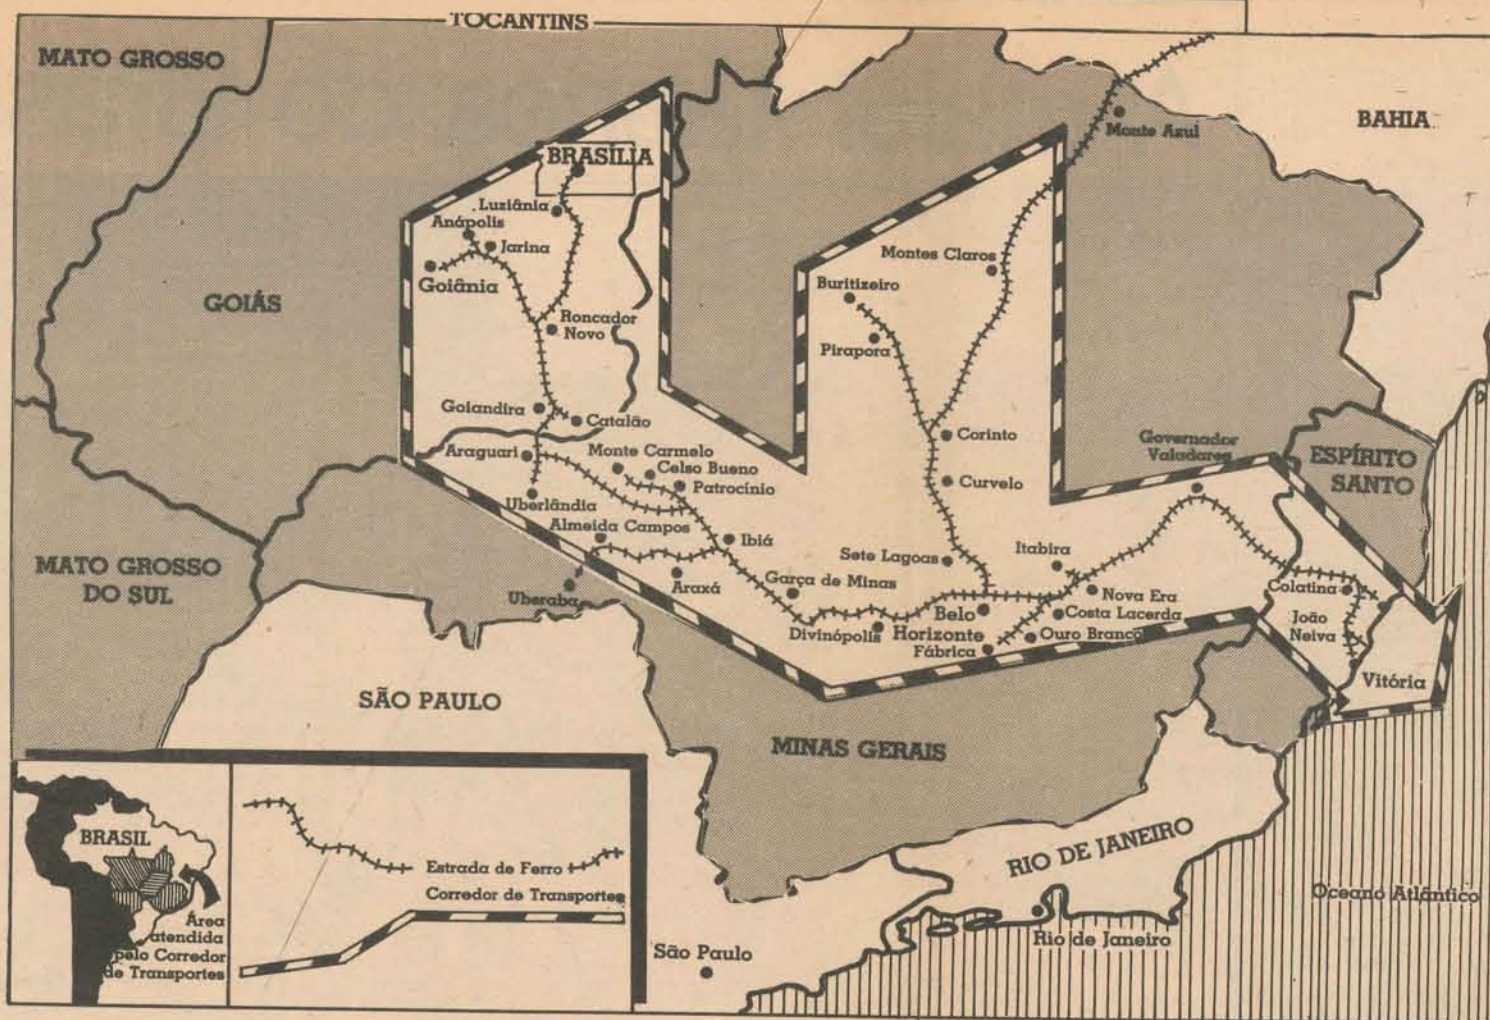 TOCANTINS
MATO GROSSO
BAHIA
Monte Azul
BRASÍLIA
Luziânia
Anápolis
Jarina
Goiânia
GOIÁS
Montes Claros
Buritizeiro
Pirapora
Roncador
Novo
Goiandira
Catalão
Corinto
Governador
Valadares
ESPÍRITO
SANTO
Araguari
Monte Carmelo
Celso Bueno
Patrocínio
Curvelo
Uberlândia
Almeida Campos
Ibiá
Sete Lagoas
Itabira
MATO GROSSO
DO SUL
Uberaba
Araxá
Garça de Minas
Nova Era
Colatina
Belo
Horizonte
Costa Lacerda
João
Neiva
Divinópolis
Fábrica
Ouro Branco
Vitória
SÃO PAULO
MINAS GERAIS
BRASIL
Área
atendida
pelo Corredor
de Transportes
Estrada de Ferro
Corredor de Transportes
RIO DE JANEIRO
Oceano Atlântico
São Paulo
Rio de Janeiro